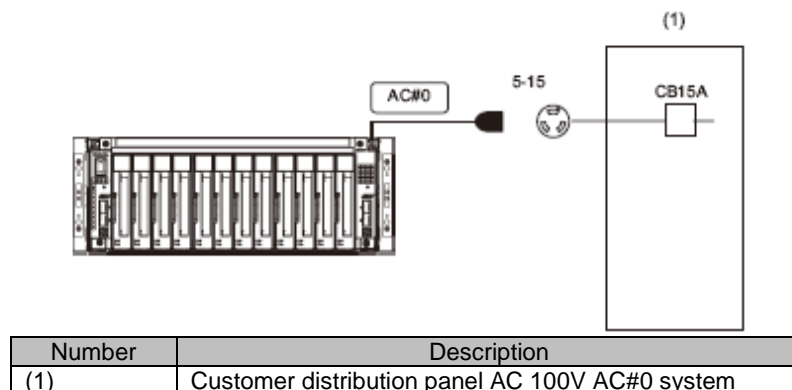 (1)
AC#0
5-15
CB15A
Number Description
(1) Customer distribution panel AC 100V AC#0 system